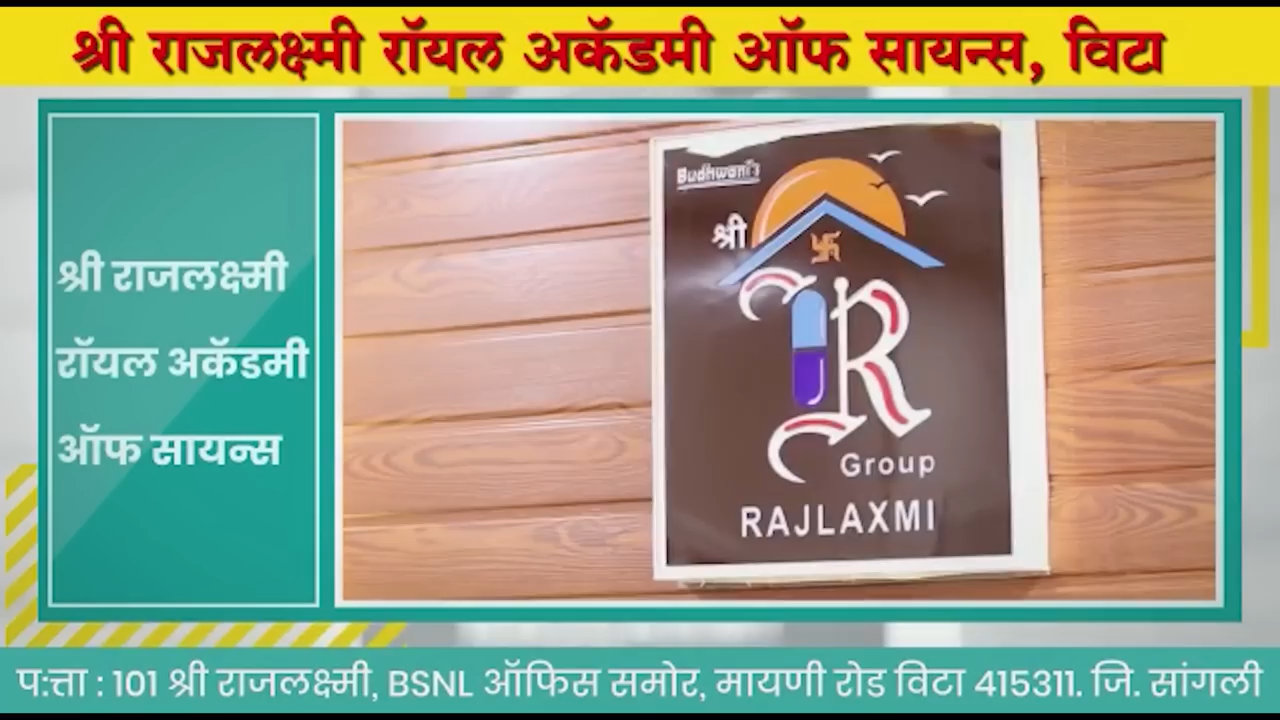 श्री राजलक्ष्मी रॉयल अकॅडमी ऑफ सायन्स, विटा
श्री राजलक्ष्मी
रॉयल अकॅडमी
ऑफ सायन्स
Budhwani's
श्री
R
Group
RAJLAXMI
प:त्ता : 101 श्री राजलक्ष्मी, BSNL ऑफिस समोर, मायणी रोड विटा 415311. जि. सांगली